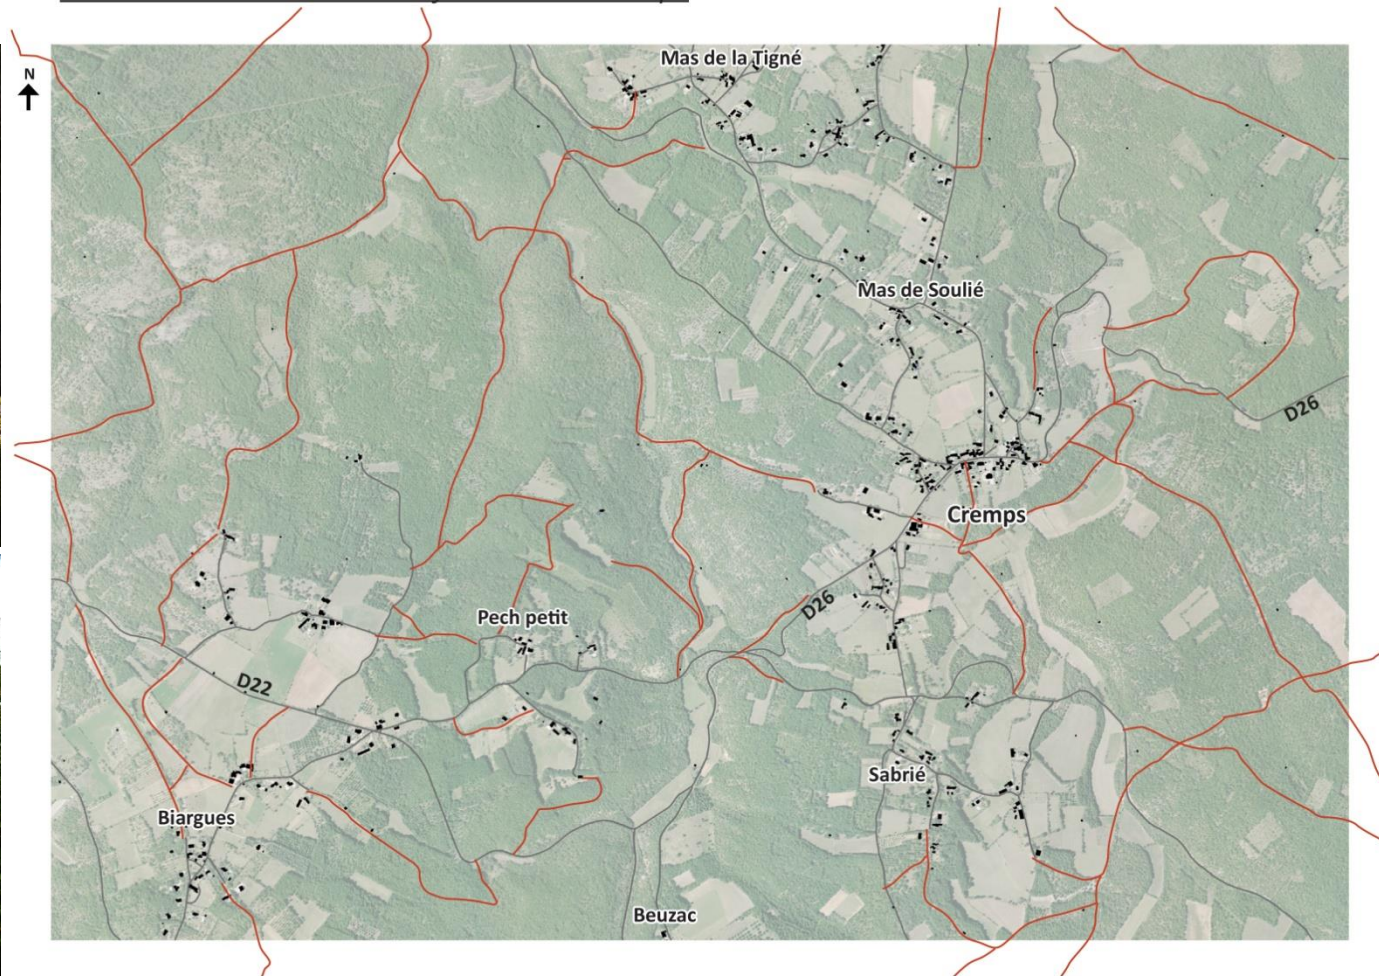 Mas de la Tigné
N
Mas de Soulié
D26
Cremps
D26
Pech petit
D22
Sabrié
Biargues
Beuzac